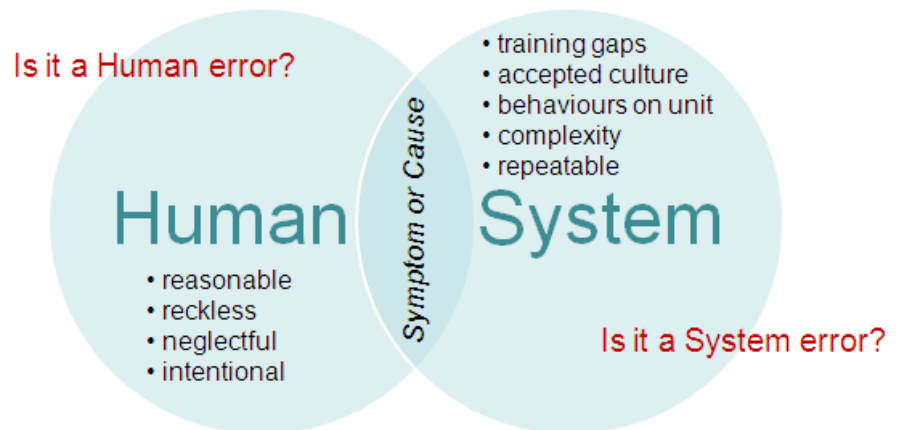 Is it a Human error?
Human
• reasonable
• reckless
• neglectful
• intentional
Symptom or Cause
• training gaps
• accepted culture
• behaviours on unit
• complexity
• repeatable
System
Is it a System error?